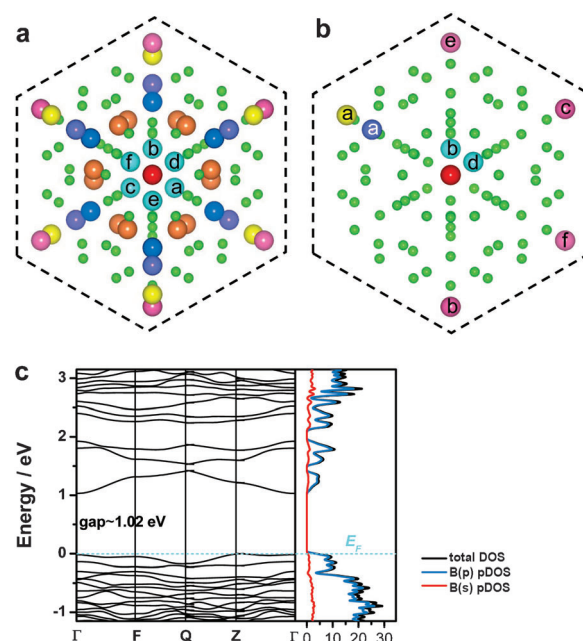 a
b
e
c
a
a
b
d
f
b
b
f
d
c
a
e
c
Energy / eV
3
2
1
0
-1
gap~1.02 eV
E_F
Γ F Q Z Γ
0 10 20 30
total DOS
B(p) pDOS
B(s) pDOS